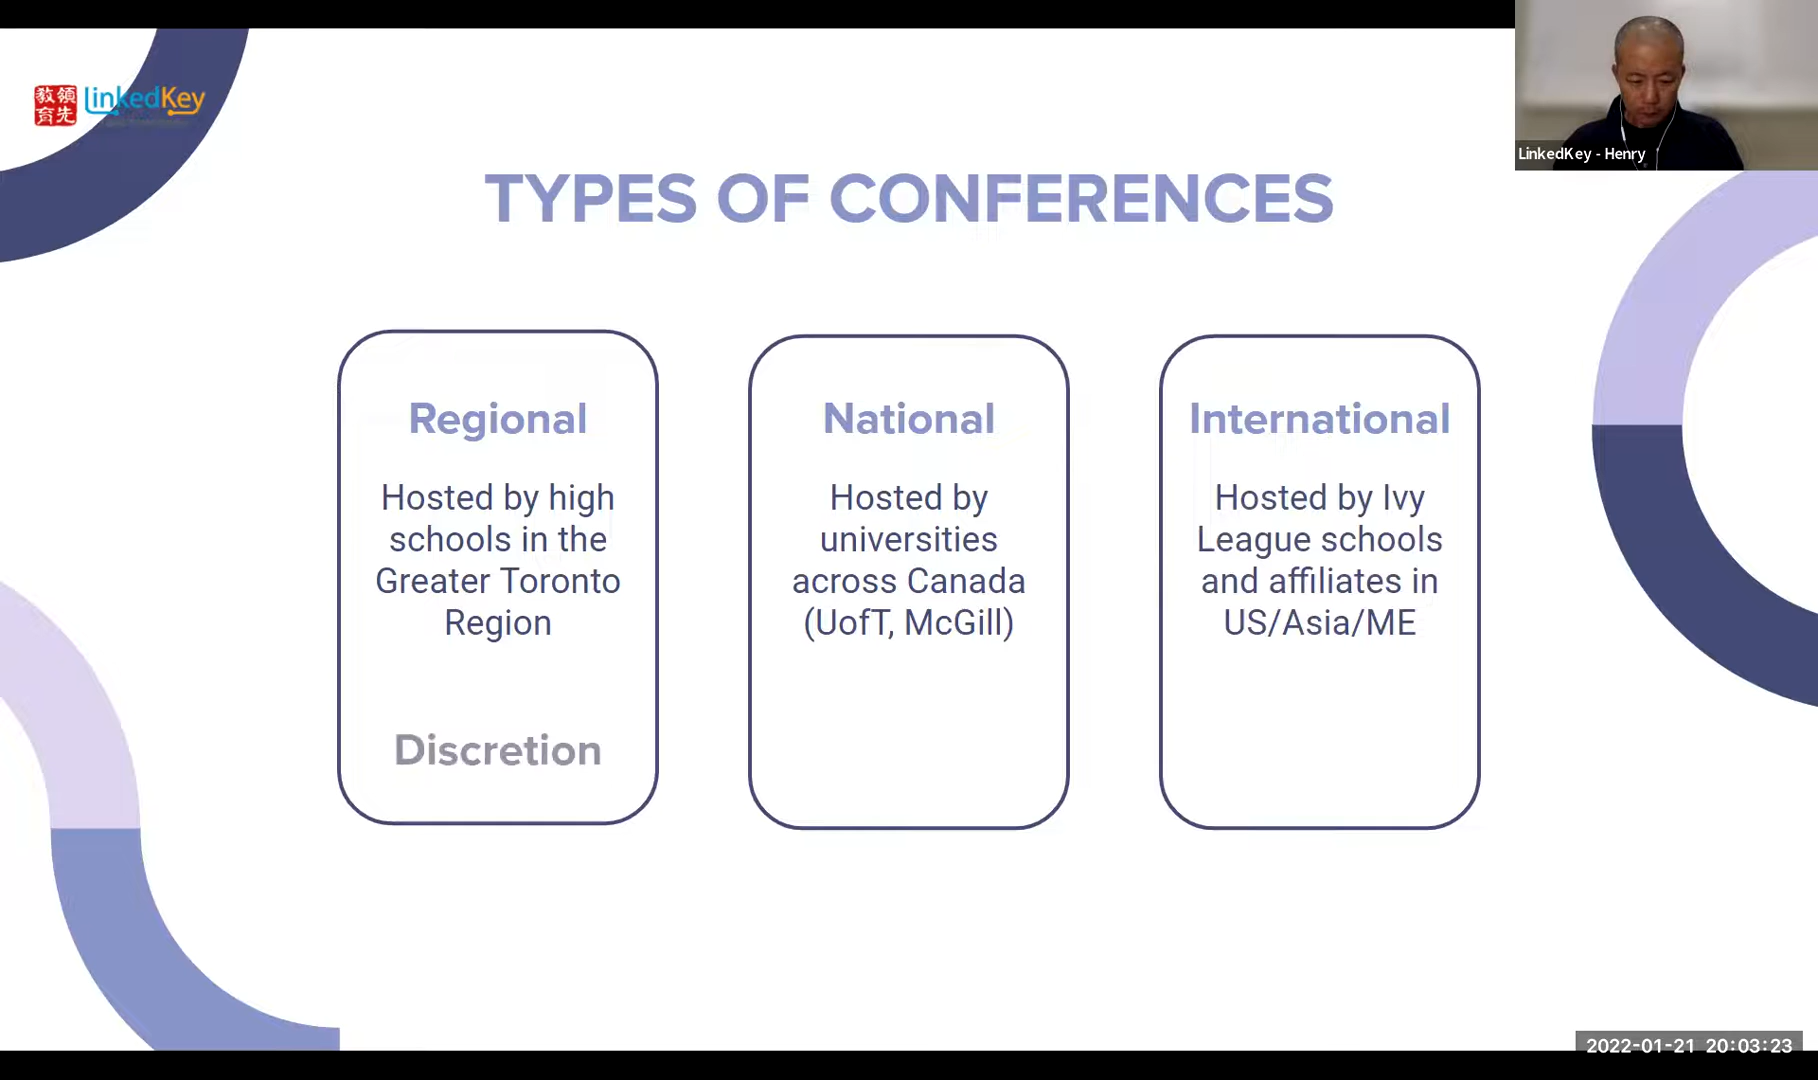 教領
育先
LinkedKey
LinkedKey - Henry
TYPES OF CONFERENCES
Regional
Hosted by high
schools in the
Greater Toronto
Region
Discretion
National
Hosted by
universities
across Canada
(UofT, McGill)
International
Hosted by Ivy
League schools
and affiliates in
US/Asia/ME
2022-01-21 20:03:23